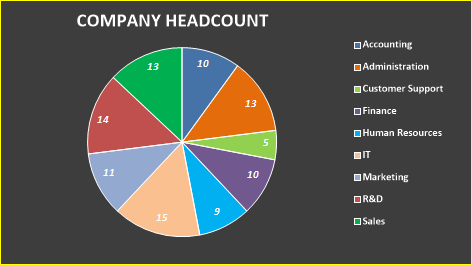 COMPANY HEADCOUNT
10
13
5
10
9
15
11
14
13
Accounting
Administration
Customer Support
Finance
Human Resources
IT
Marketing
R&D
Sales